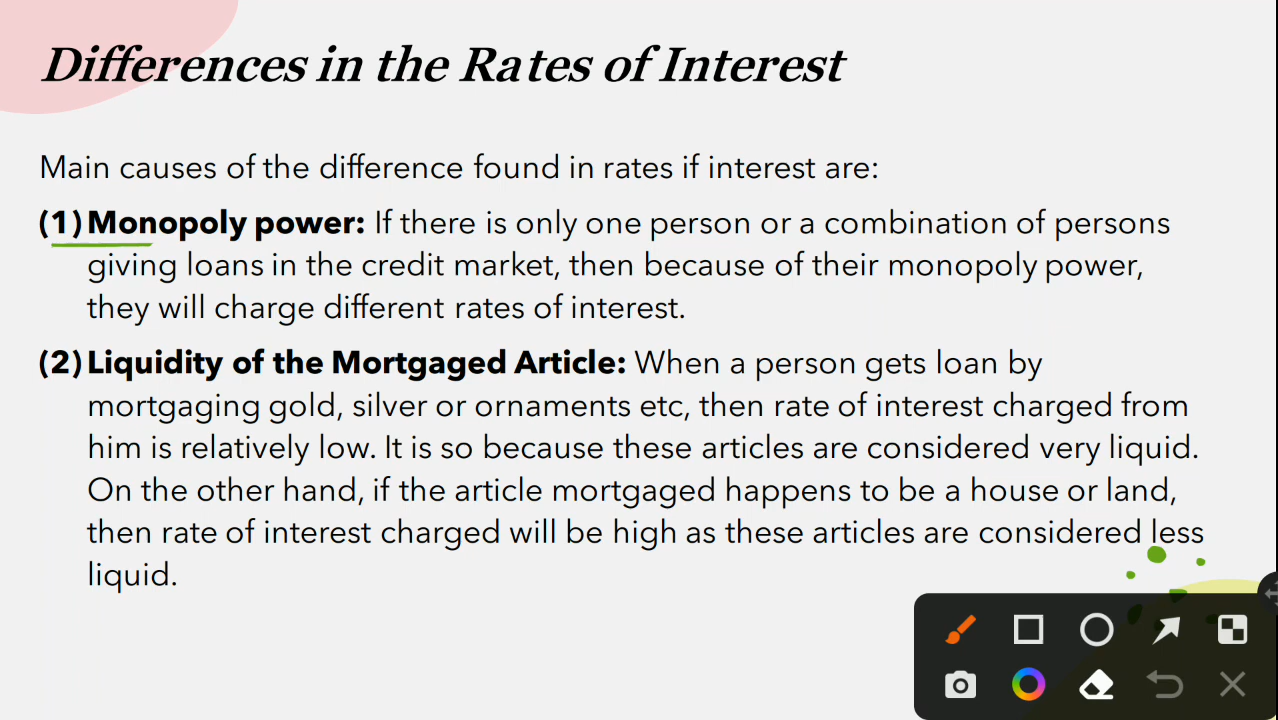 Differences in the Rates of Interest
Main causes of the difference found in rates if interest are:
(1) Monopoly power: If there is only one person or a combination of persons
giving loans in the credit market, then because of their monopoly power,
they will charge different rates of interest.
(2) Liquidity of the Mortgaged Article: When a person gets loan by
mortgaging gold, silver or ornaments etc, then rate of interest charged from
him is relatively low. It is so because these articles are considered very liquid.
On the other hand, if the article mortgaged happens to be a house or land,
then rate of interest charged will be high as these articles are considered less
liquid.